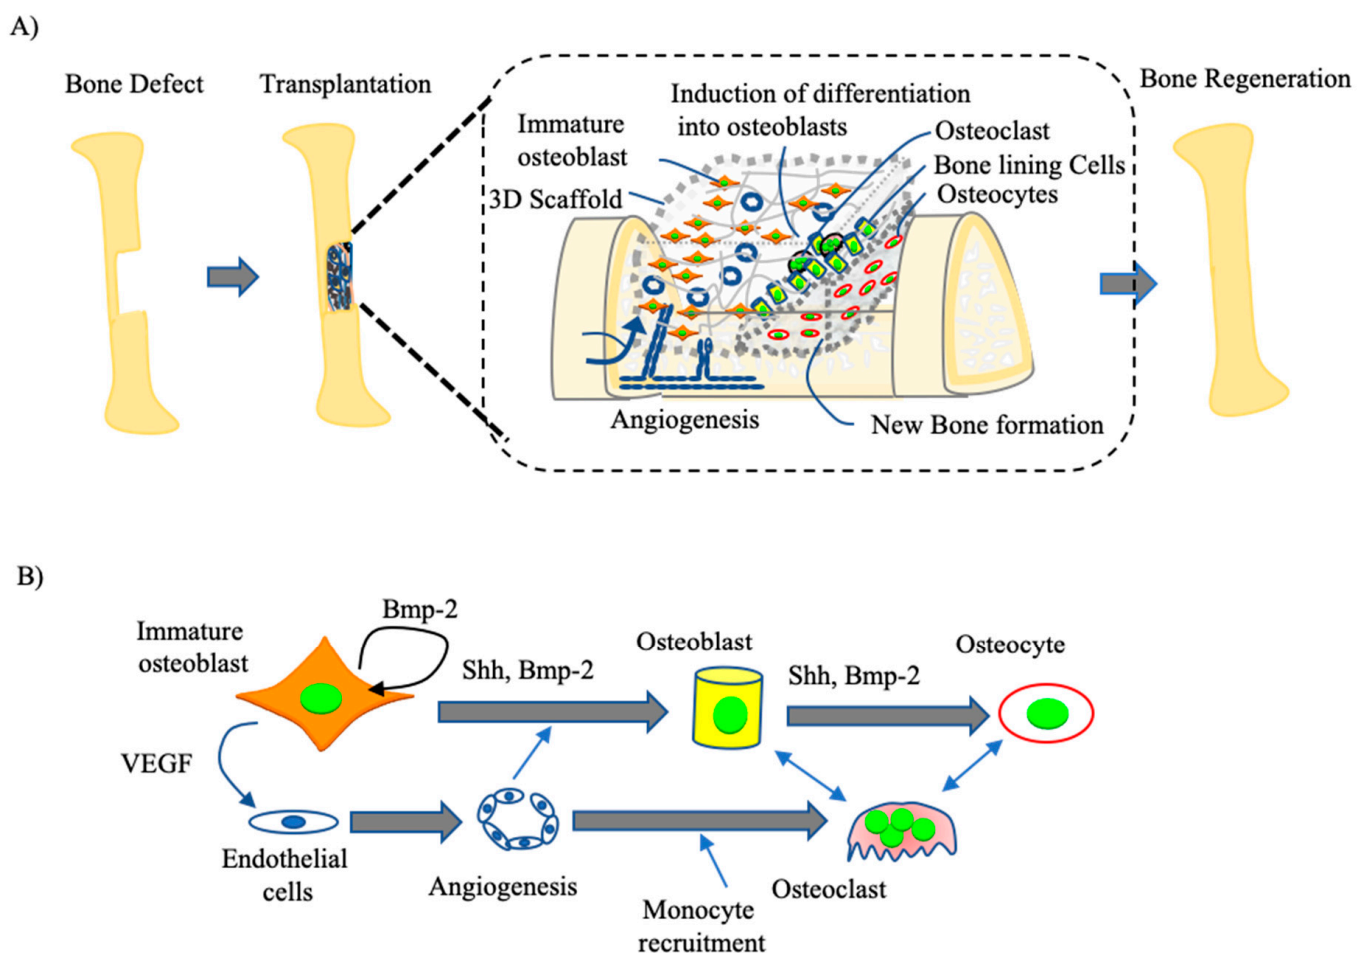 A)
Bone Defect
Transplantation
Bone Regeneration
Induction of differentiation
into osteoblasts
Immature
osteoblast
3D Scaffold
Osteoclast
Bone lining Cells
Osteocytes
Angiogenesis
New Bone formation
B)
Bmp-2
Immature
osteoblast
Shh, Bmp-2
Osteoblast
Shh, Bmp-2
Osteocyte
VEGF
Endothelial
cells
Angiogenesis
Monocyte
recruitment
Osteoclast